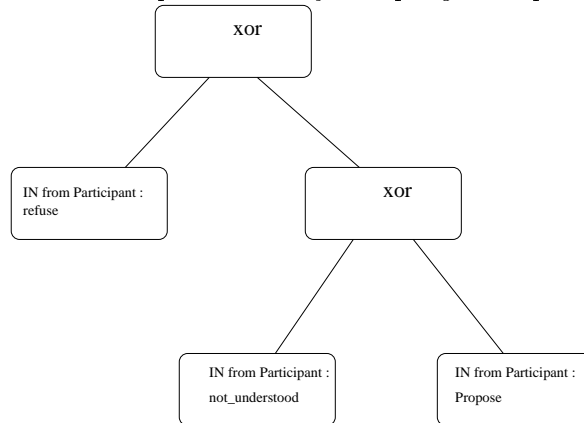 xor
IN from Participant :
refuse
xor
IN from Participant :
not_understood
IN from Participant :
Propose